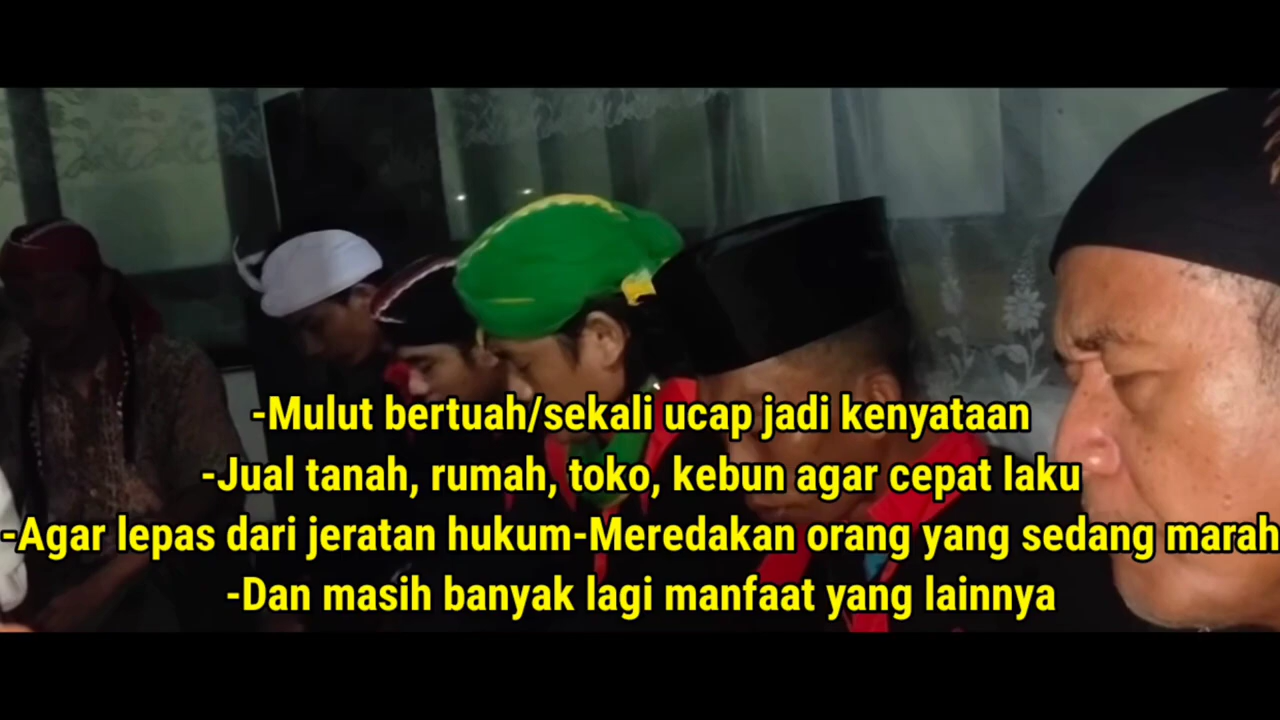 -Mulut bertuah/sekali ucap jadi kenyataan
-Jual tanah, rumah, toko, kebun agar cepat laku
-Agar lepas dari jeratan hukum-Meredakan orang yang sedang marah
-Dan masih banyak lagi manfaat yang lainnya